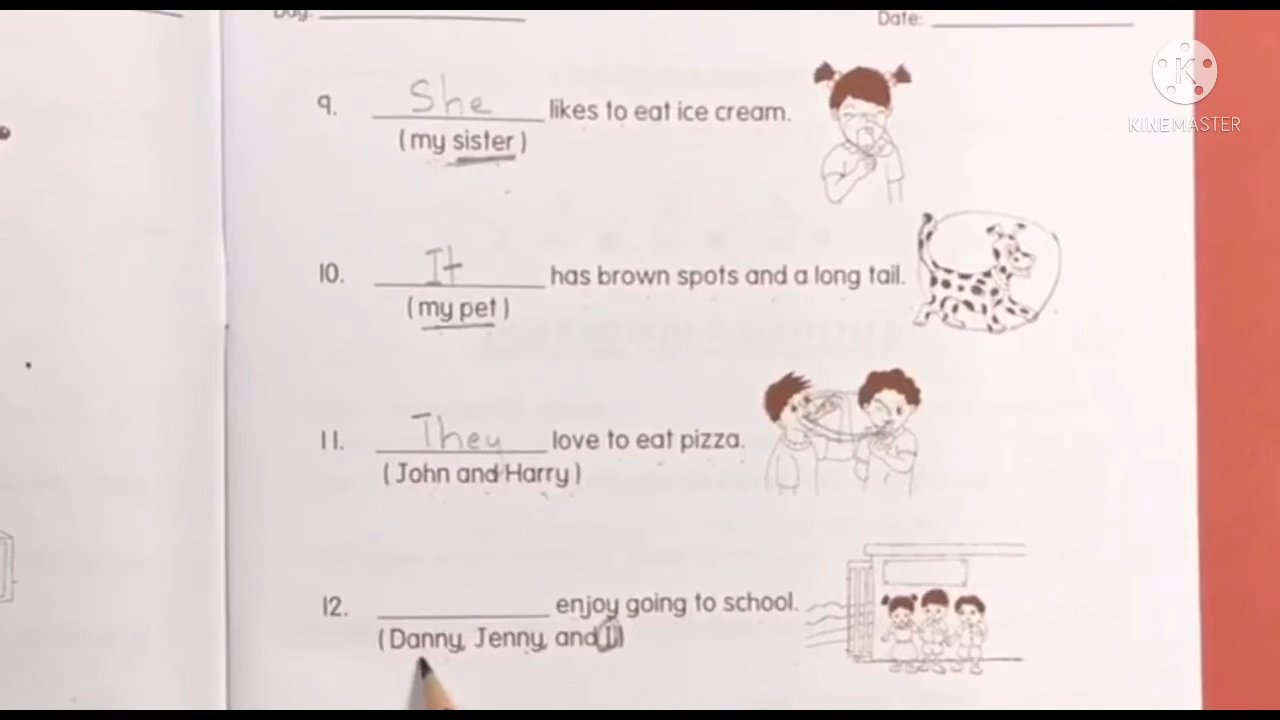 Day:
Date:
9. She likes to eat ice cream.
(my sister)
10. It has brown spots and a long tail.
(my pet)
11. They love to eat pizza.
(John and Harry)
12. enjoy going to school.
(Danny, Jenny, and I)
K
KINEMASTER